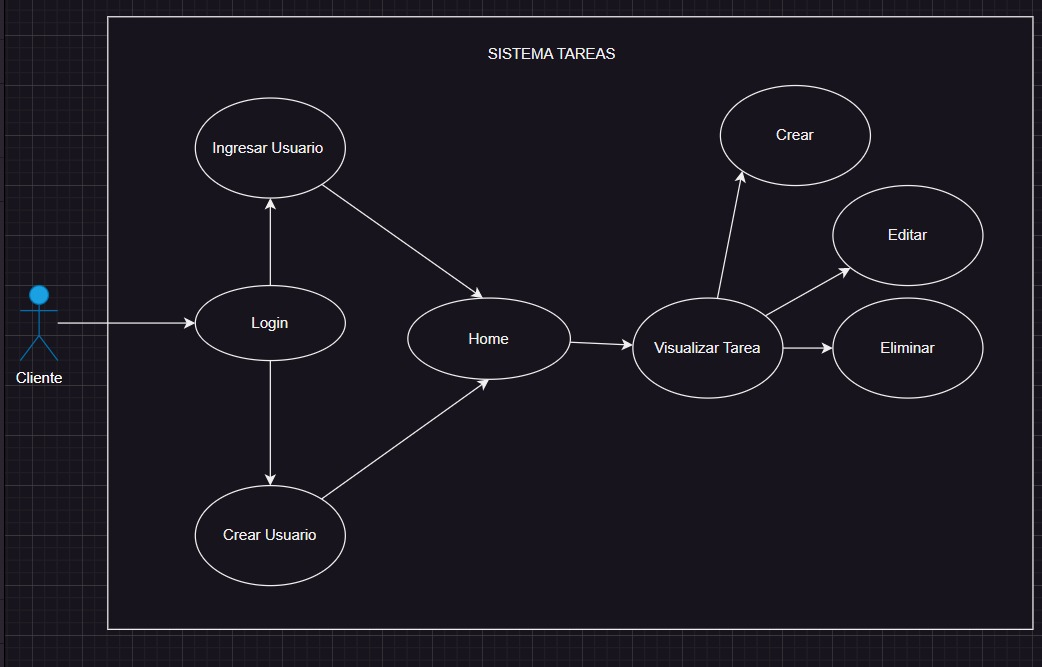 SISTEMA TAREAS
Crear
Ingresar Usuario
Editar
Login
Home
Visualizar Tarea
Eliminar
Cliente
Crear Usuario